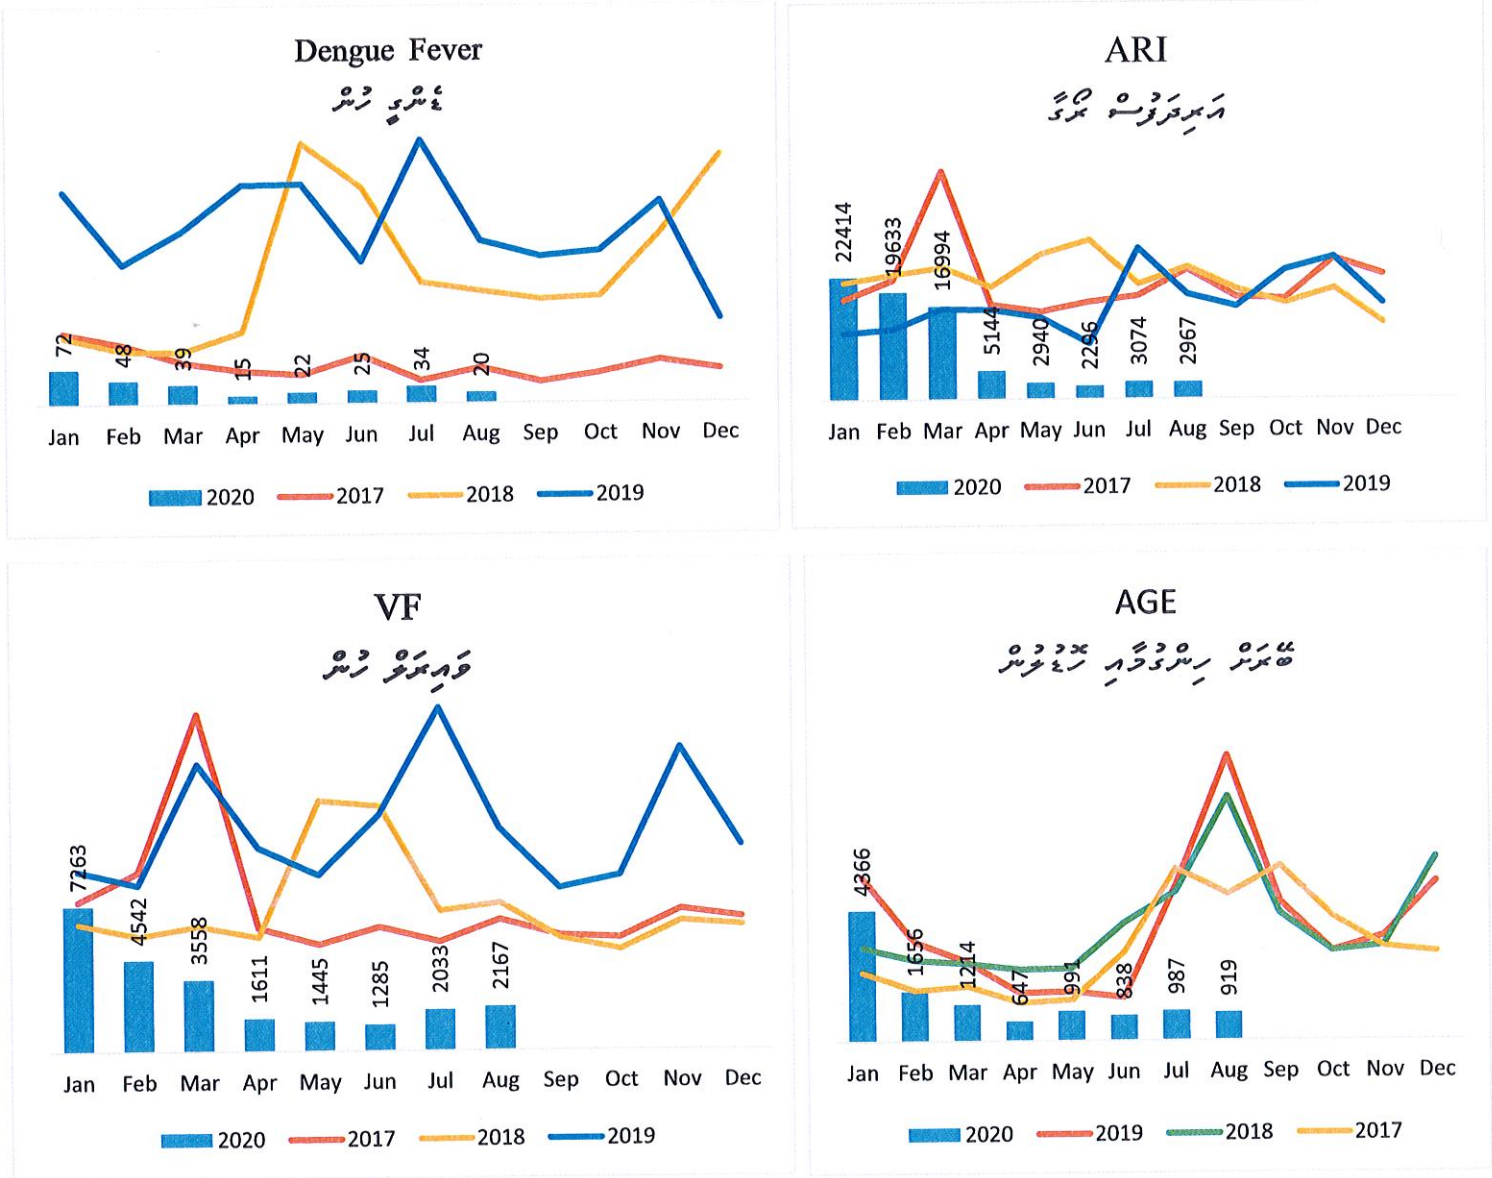 Dengue Fever
ޑެންގީ ހުން
72 48 39 15 22 25 34 20
Jan Feb Mar Apr May Jun Jul Aug Sep Oct Nov Dec
2020 2017 2018 2019
ARI
އަރިދަފުސް ރޯގާ
22414 19633 16994 5144 2940 2296 3074 2967
Jan Feb Mar Apr May Jun Jul Aug Sep Oct Nov Dec
2020 2017 2018 2019
VF
ވައިރަލް ހުން
7263 4542 3558 1611 1445 1285 2033 2167
Jan Feb Mar Apr May Jun Jul Aug Sep Oct Nov Dec
2020 2017 2018 2019
AGE
ބޭރަށް ހިންގުމާއި ހޮޑުލުން
4366 1656 1214 647 991 838 987 919
Jan Feb Mar Apr May Jun Jul Aug Sep Oct Nov Dec
2020 2019 2018 2017